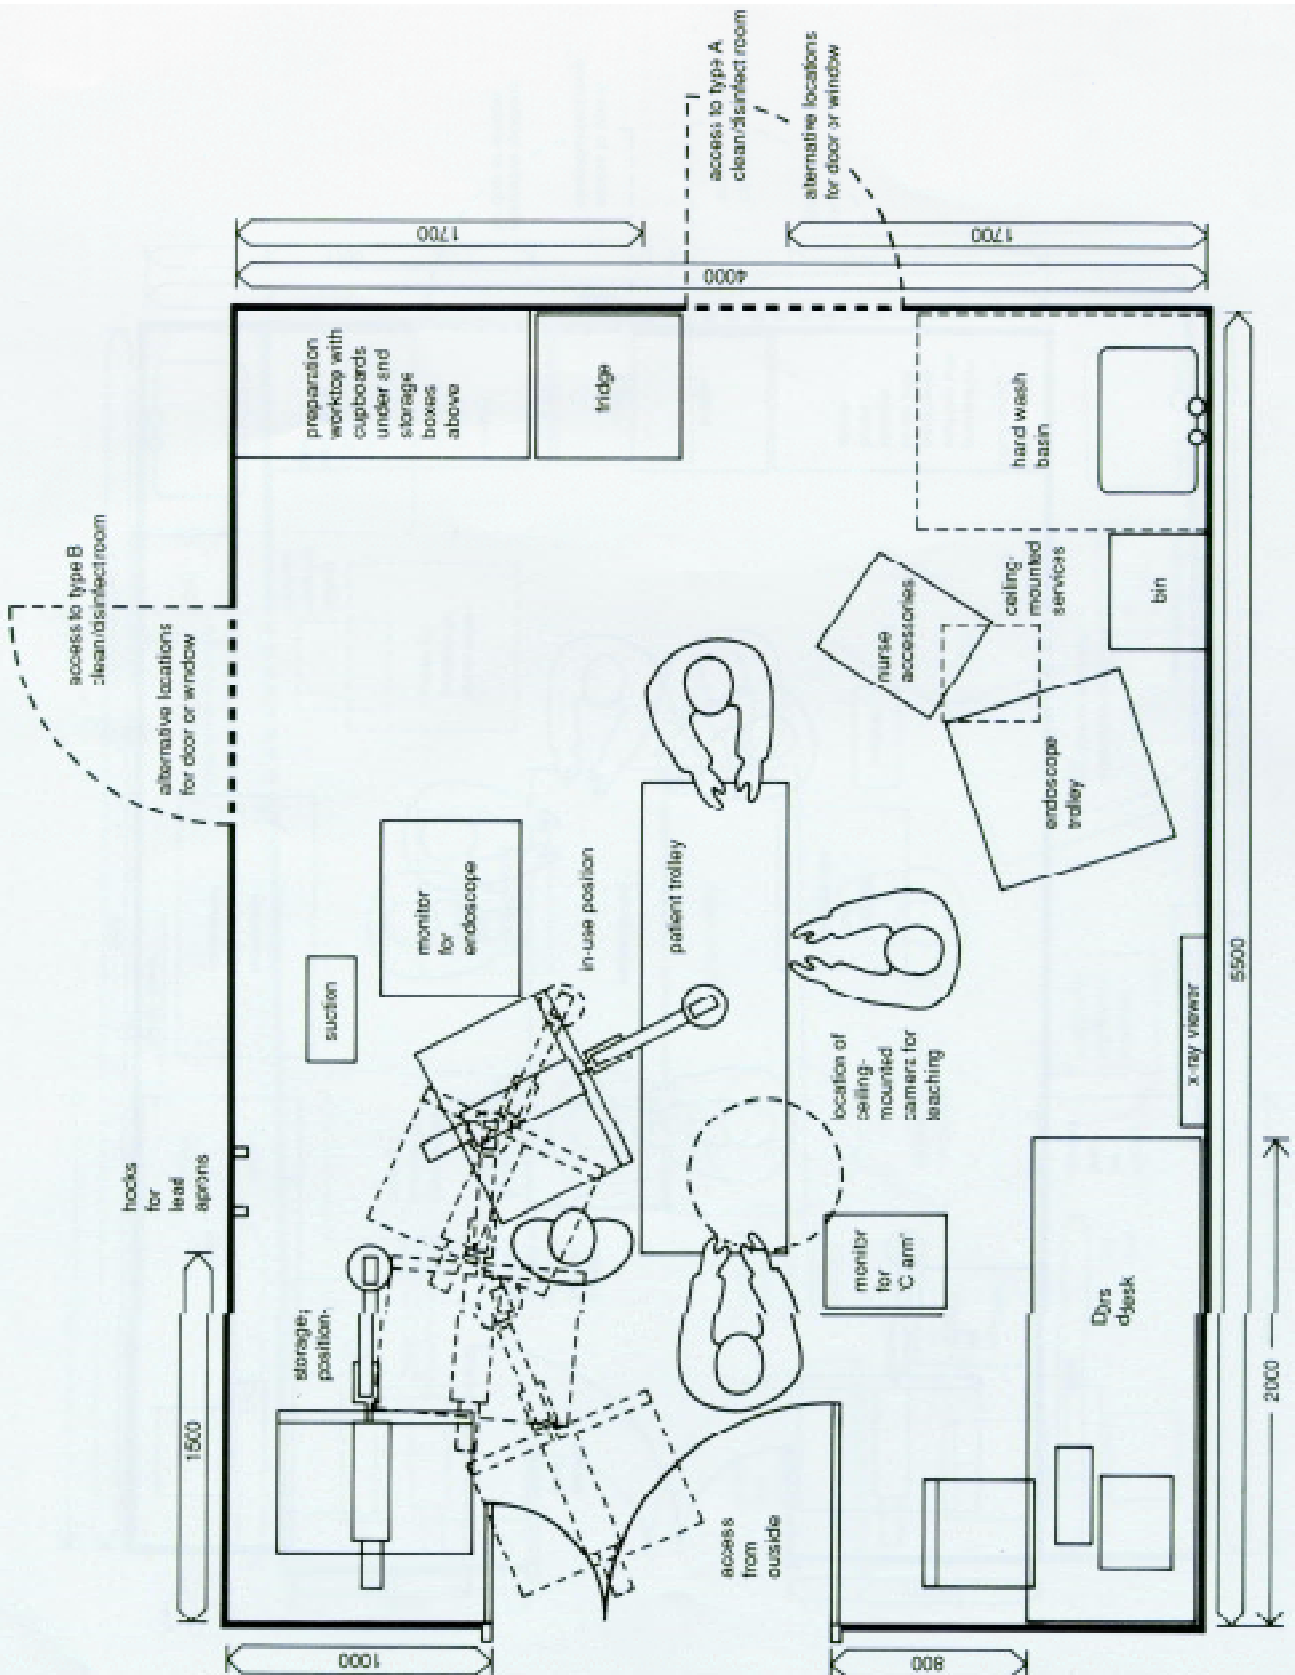 access to type A
clean/disinfect room
alternative locations
for door or window
1700
4000
1700
preparation
worktop with
cupboards
under and
storage
boxes
above
fridge
hand wash
basin
access to type B
clean/disinfect room
alternative locations
for door or window
nurse
accessories
ceiling-
mounted
services
bin
endoscope
trolley
monitor
for
endoscope
suction
in-use position
patient trolley
location of
ceiling-
mounted
camera for
teaching
x-ray viewer
5500
hooks
for
lead
aprons
storage
position
1500
monitor
for
'C arm'
Drs
desk
2000
access
from
outside
1000
800